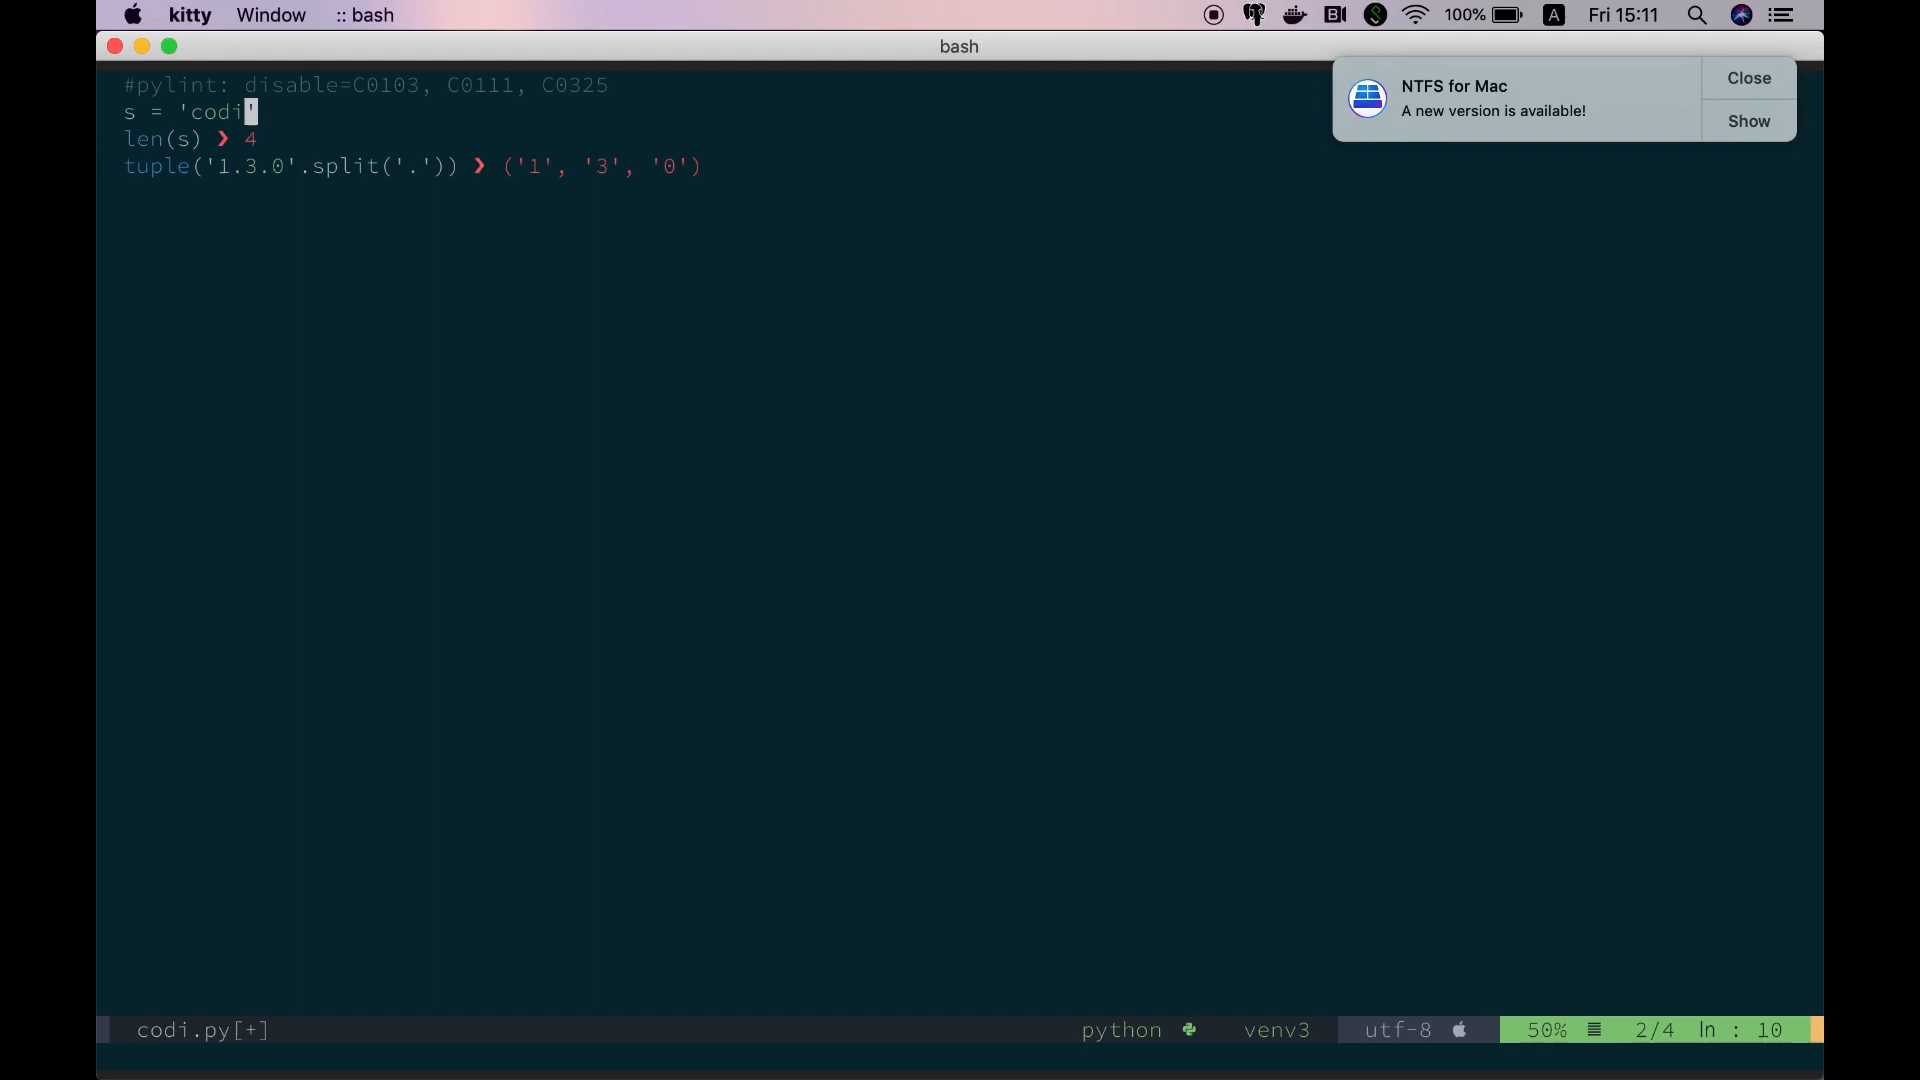 kitty Window :: bash 100% A Fri 15:11
bash
#pylint: disable=C0103, C0111, C0325
s = 'codi'
len(s) ❯ 4
tuple('1.3.0'.split('.')) ❯ ('1', '3', '0')
NTFS for Mac
A new version is available!
Close
Show
codi.py[+] python venv3 utf-8 50% ≣ 2/4 ln : 10